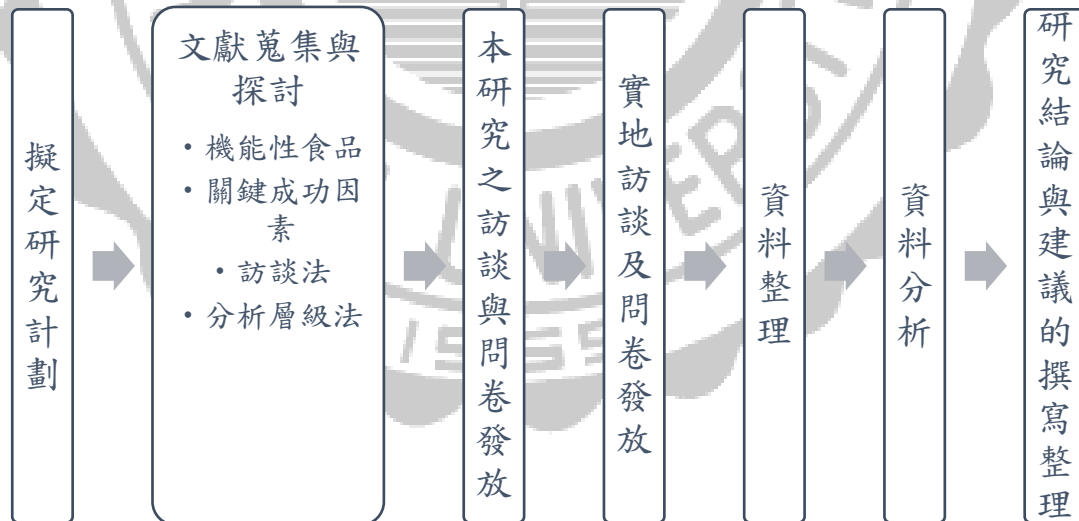 擬定研究計劃
文獻蒐集與
探討
・機能性食品
・關鍵成功因
素
・訪談法
・分析層級法
本研究之訪談與問卷發放
實地訪談及問卷發放
資料整理
資料分析
研究結論與建議的撰寫整理